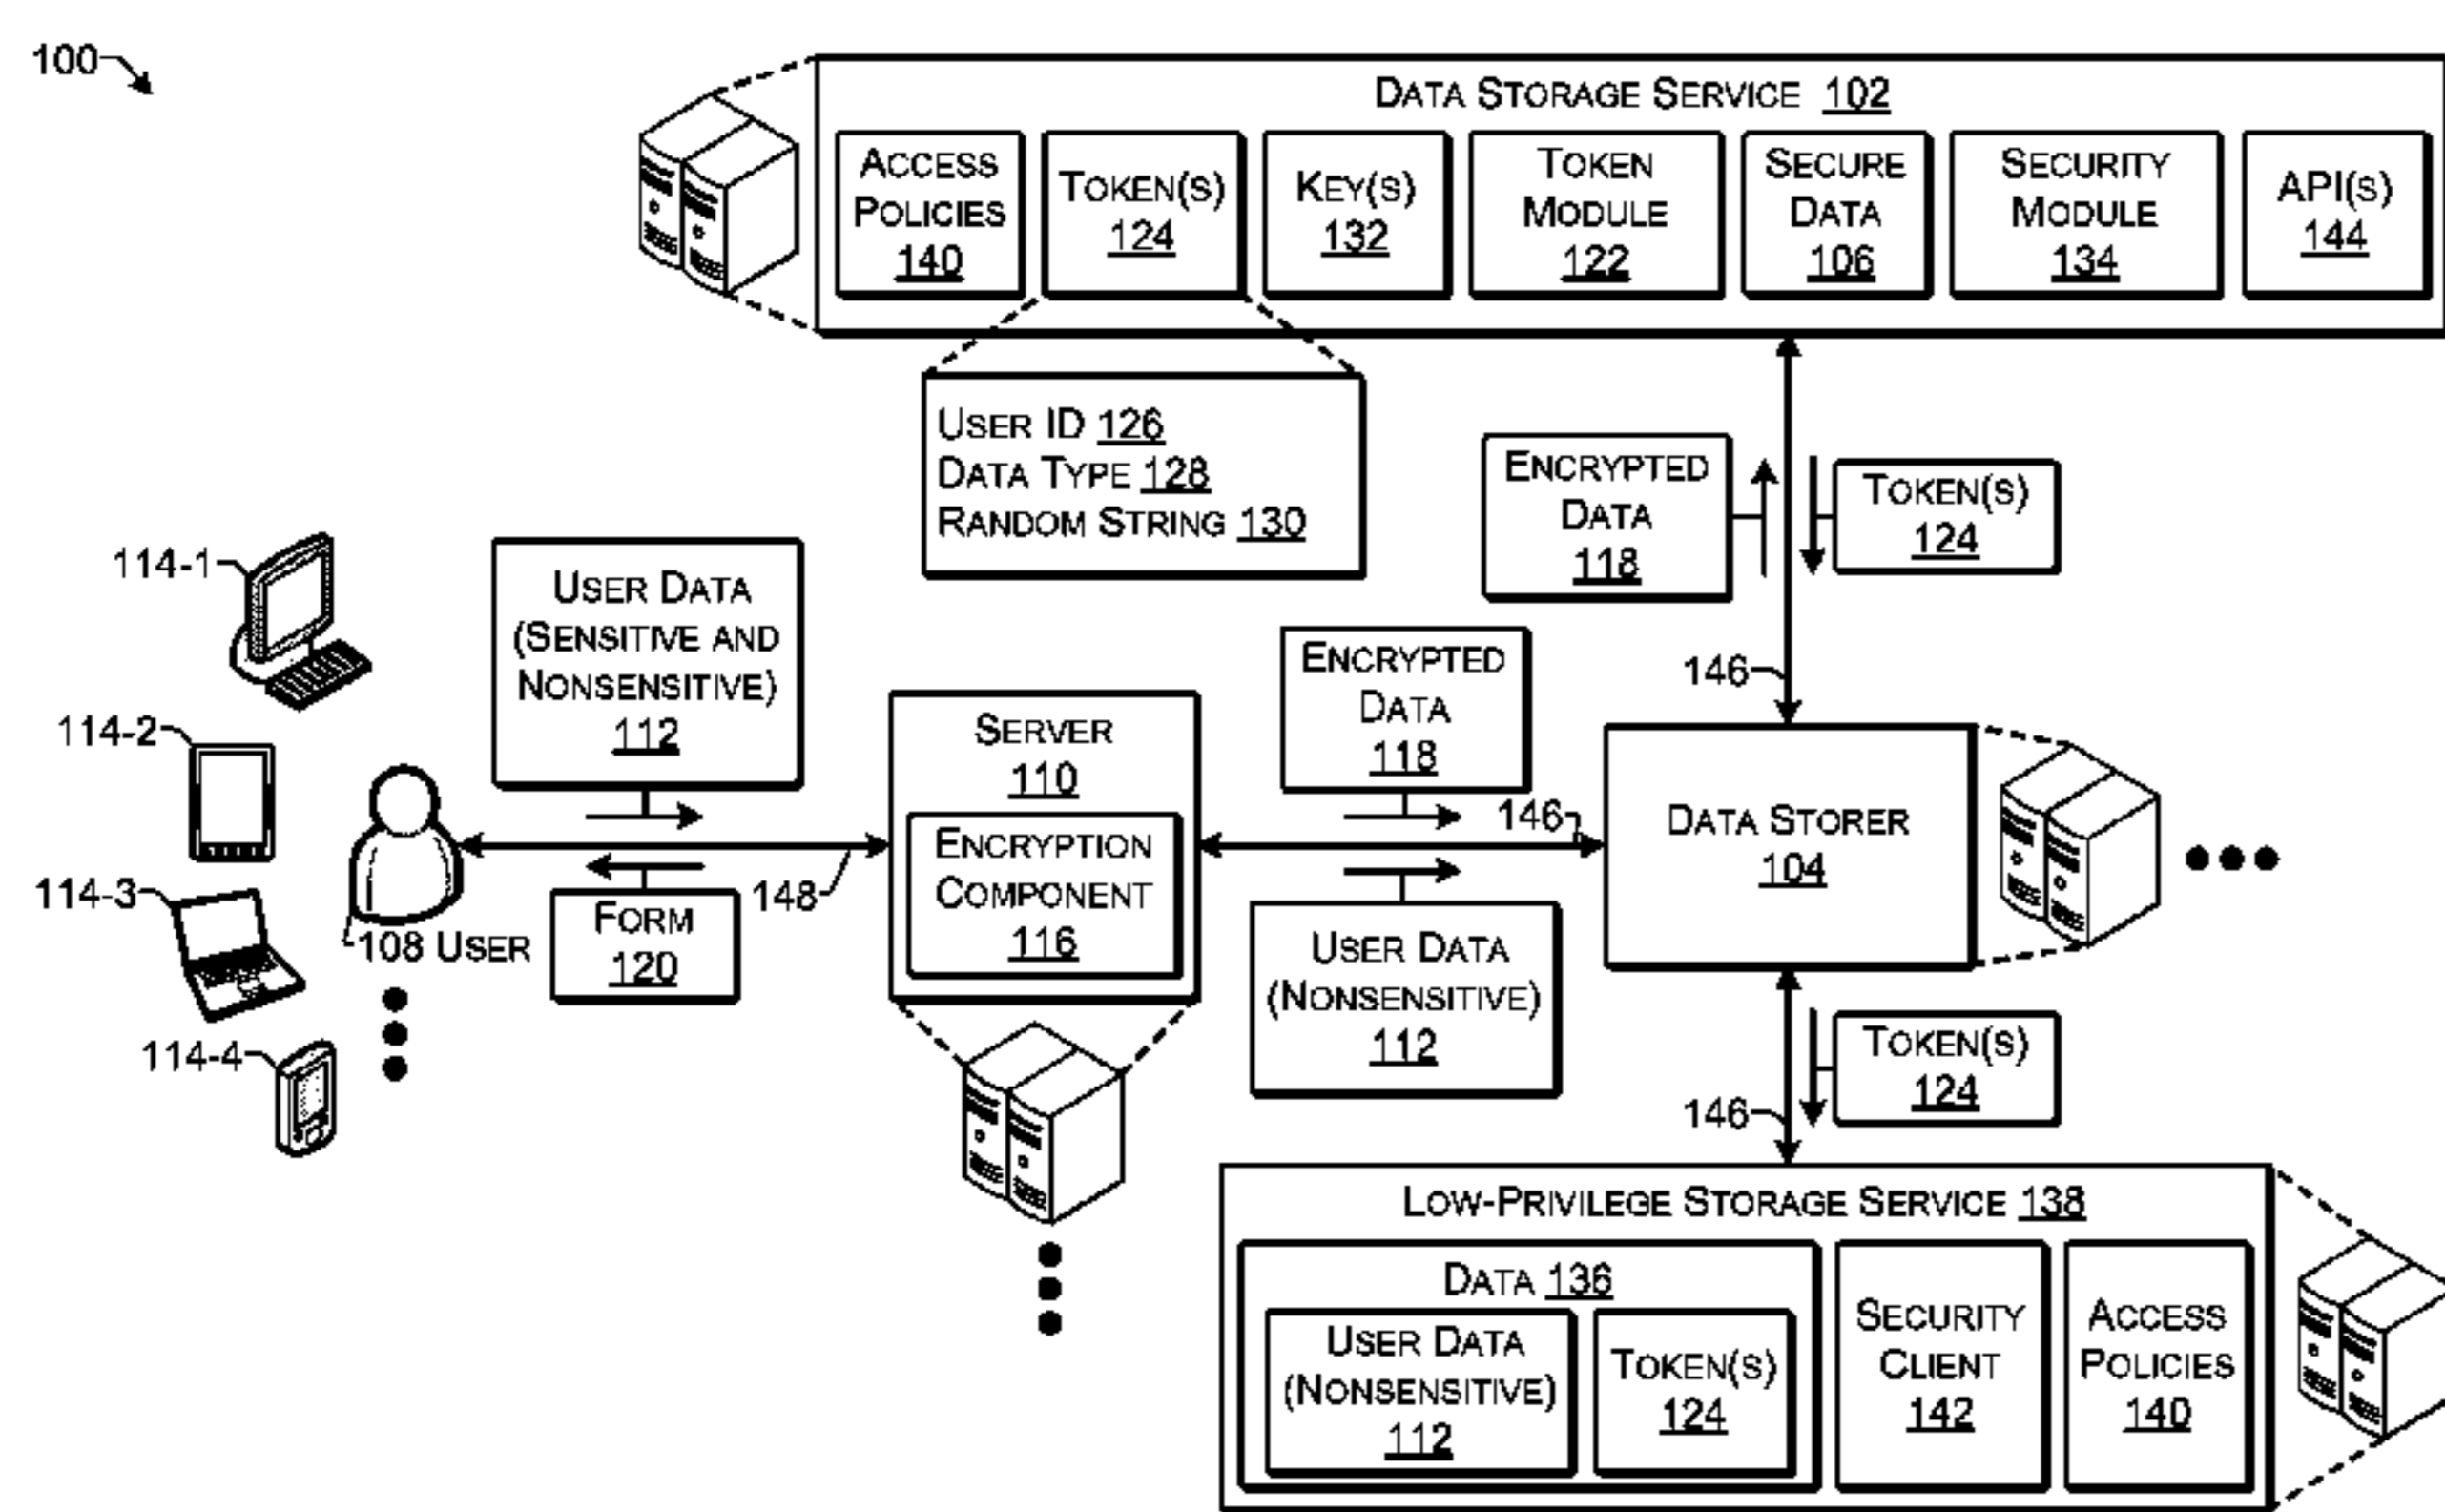 100
DATA STORAGE SERVICE 102
ACCESS
POLICIES
140
TOKEN(S)
124
KEY(S)
132
TOKEN
MODULE
122
SECURE
DATA
106
SECURITY
MODULE
134
API(S)
144
USER ID 126
DATA TYPE 128
RANDOM STRING 130
ENCRYPTED
DATA
118
TOKEN(S)
124
146
114-1
114-2
114-3
114-4
108 USER
USER DATA
(SENSITIVE AND
NONSENSITIVE)
112
FORM
120
148
SERVER
110
ENCRYPTION
COMPONENT
116
ENCRYPTED
DATA
118
146
USER DATA
(NONSENSITIVE)
112
DATA STORER
104
146
TOKEN(S)
124
LOW-PRIVILEGE STORAGE SERVICE 138
DATA 136
USER DATA
(NONSENSITIVE)
112
TOKEN(S)
124
SECURITY
CLIENT
142
ACCESS
POLICIES
140